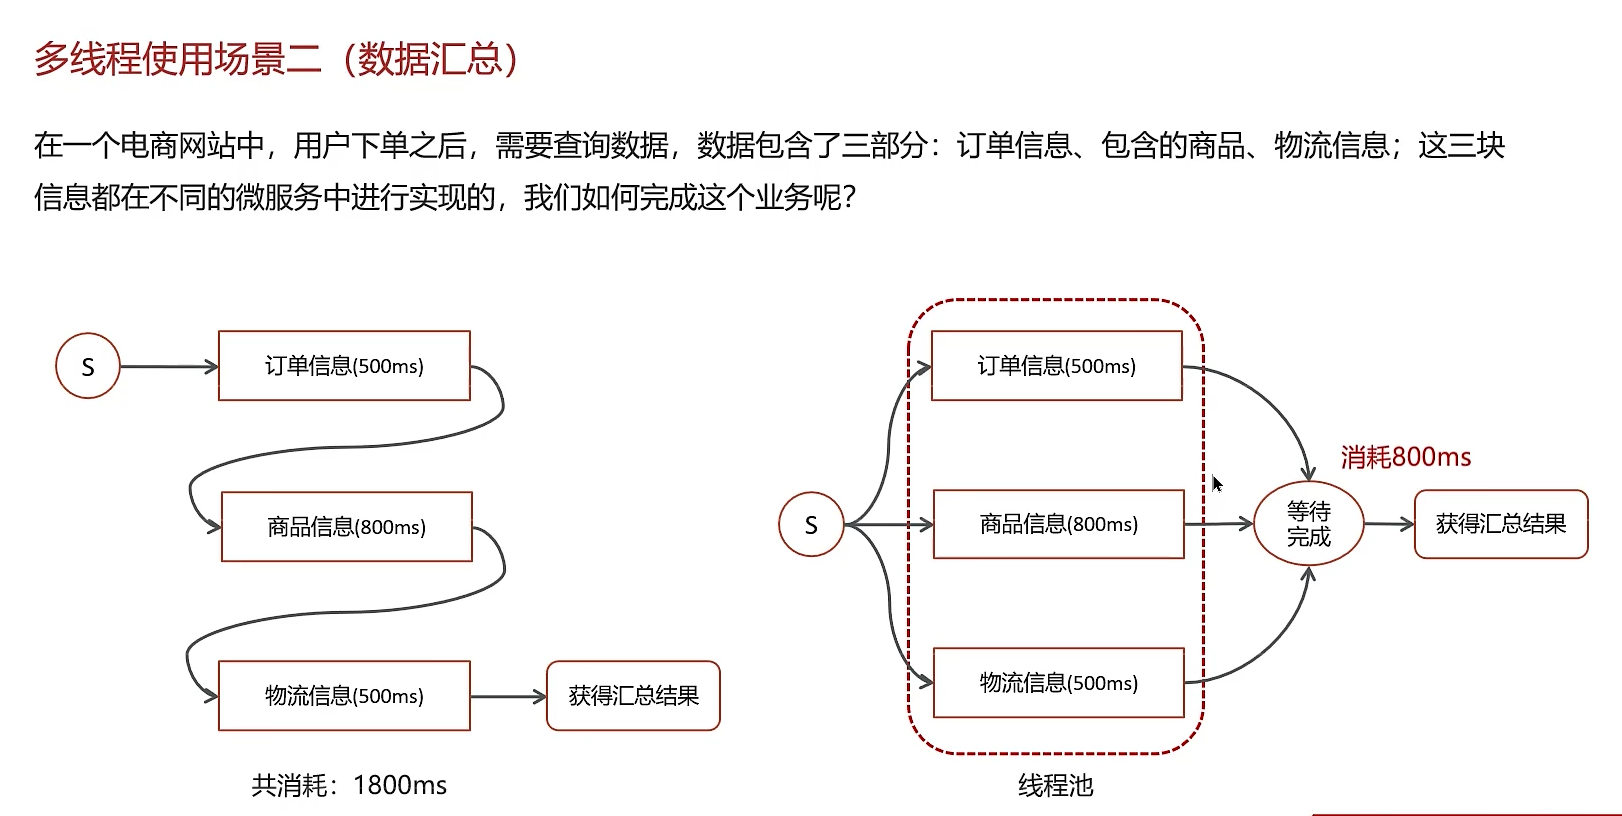 多线程使用场景二（数据汇总）
在一个电商网站中，用户下单之后，需要查询数据，数据包含了三部分：订单信息、包含的商品、物流信息；这三块
信息都在不同的微服务中进行实现的，我们如何完成这个业务呢？
S
订单信息(500ms)
商品信息(800ms)
物流信息(500ms)
获得汇总结果
共消耗：1800ms
S
订单信息(500ms)
商品信息(800ms)
物流信息(500ms)
线程池
等待
完成
消耗800ms
获得汇总结果